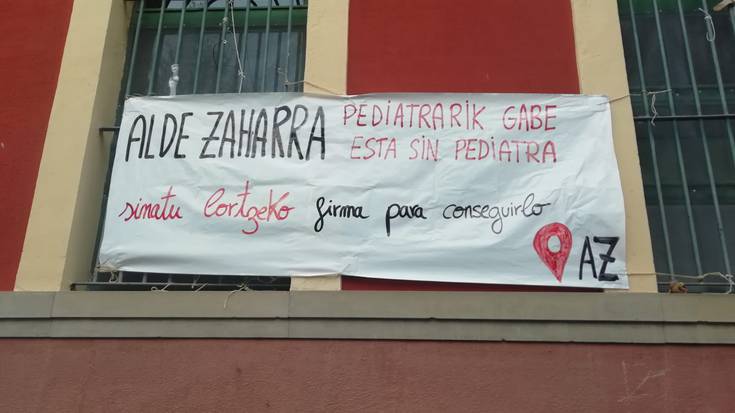 ALDE ZAHARRA PEDIATRARIK GABE
ESTA SIN PEDIATRA
sinatu lortzeko firma para conseguirlo
AZ